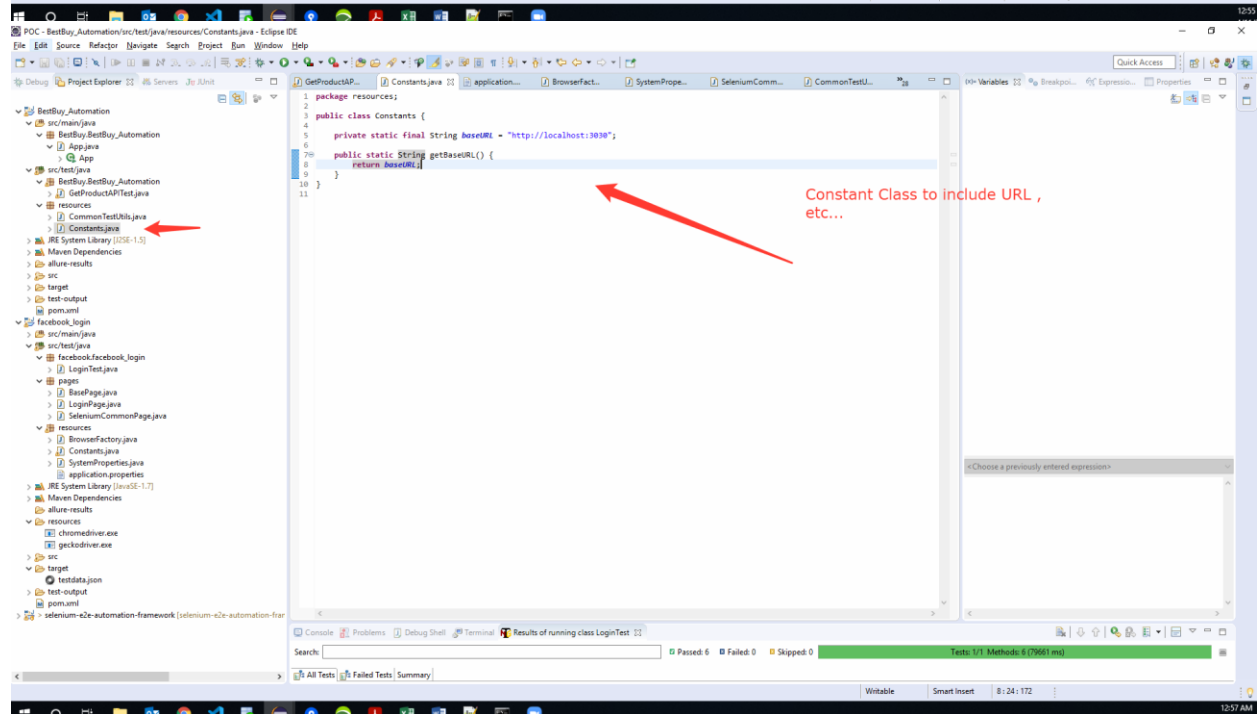 12:55
POC - BestBuy_Automation/src/test/java/resources/Constants.java - Eclipse IDE
File Edit Source Refactor Navigate Search Project Run Window Help
Quick Access
Debug Project Explorer Servers JUnit
GetProductAP... Constants.java application.... BrowserFact... SystemPrope... SeleniumComm... CommonTestU... »28
(x)= Variables Breakpoi... Expressio... Properties
BestBuy_Automation
src/main/java
BestBuy.BestBuy_Automation
App.java
App
src/test/java
BestBuy.BestBuy_Automation
GetProductAPITest.java
resources
CommonTestUtils.java
Constants.java
JRE System Library [J2SE-1.5]
Maven Dependencies
allure-results
src
target
test-output
pom.xml
facebook_login
src/main/java
src/test/java
facebook.facebook_login
LoginTest.java
pages
BasePage.java
LoginPage.java
SeleniumCommonPage.java
resources
BrowserFactory.java
Constants.java
SystemProperties.java
application.properties
JRE System Library [JavaSE-1.7]
Maven Dependencies
allure-results
resources
chromedriver.exe
geckodriver.exe
src
target
testdata.json
test-output
pom.xml
> selenium-e2e-automation-framework [selenium-e2e-automation-fram
1 package resources;
2
3 public class Constants {
4
5 private static final String baseURL = "http://localhost:3030";
6
7 public static String getBaseURL() {
8 return baseURL;
9 }
10 }
11
Constant Class to include URL ,
etc...
<Choose a previously entered expression>
Console Problems Debug Shell Terminal Results of running class LoginTest
Search: Passed: 6 Failed: 0 Skipped: 0 Tests: 1/1 Methods: 6 (79661 ms)
All Tests Failed Tests Summary
Writable Smart Insert 8 : 24 : 172
12:57 AM